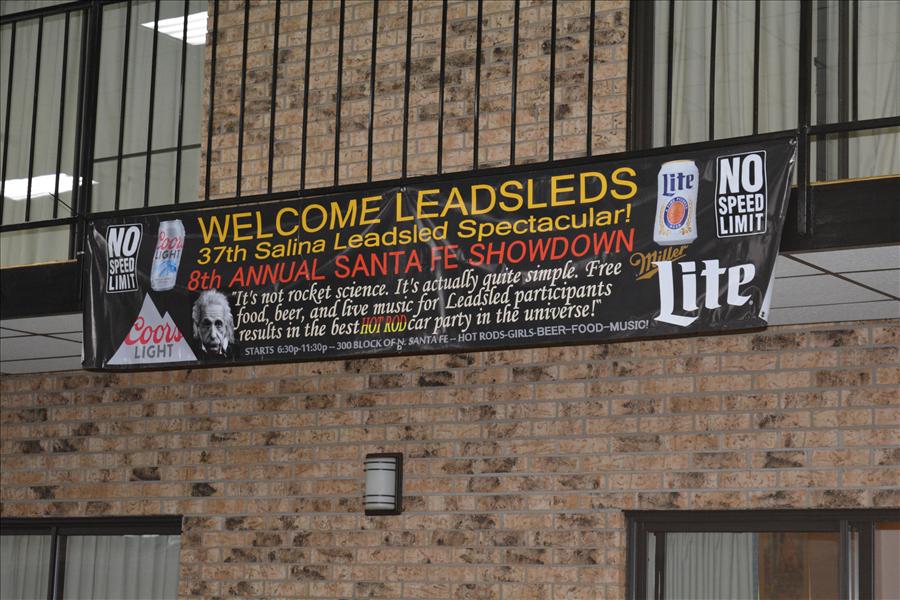 WELCOME LEADSLEDS
37th Salina Leadsled Spectacular!
8th ANNUAL SANTA FE SHOWDOWN
"It's not rocket science. It's actually quite simple. Free
food, beer, and live music for Leadsled participants
results in the best HOT ROD car party in the universe!"
STARTS 6:30p-11:30p – 300 BLOCK OF N. SANTA FE – HOT RODS-GIRLS-BEER-FOOD-MUSIC!
NO
SPEED
LIMIT
Coors
LIGHT
Coors
LIGHT
Lite
NO
SPEED
LIMIT
Miller
Lite